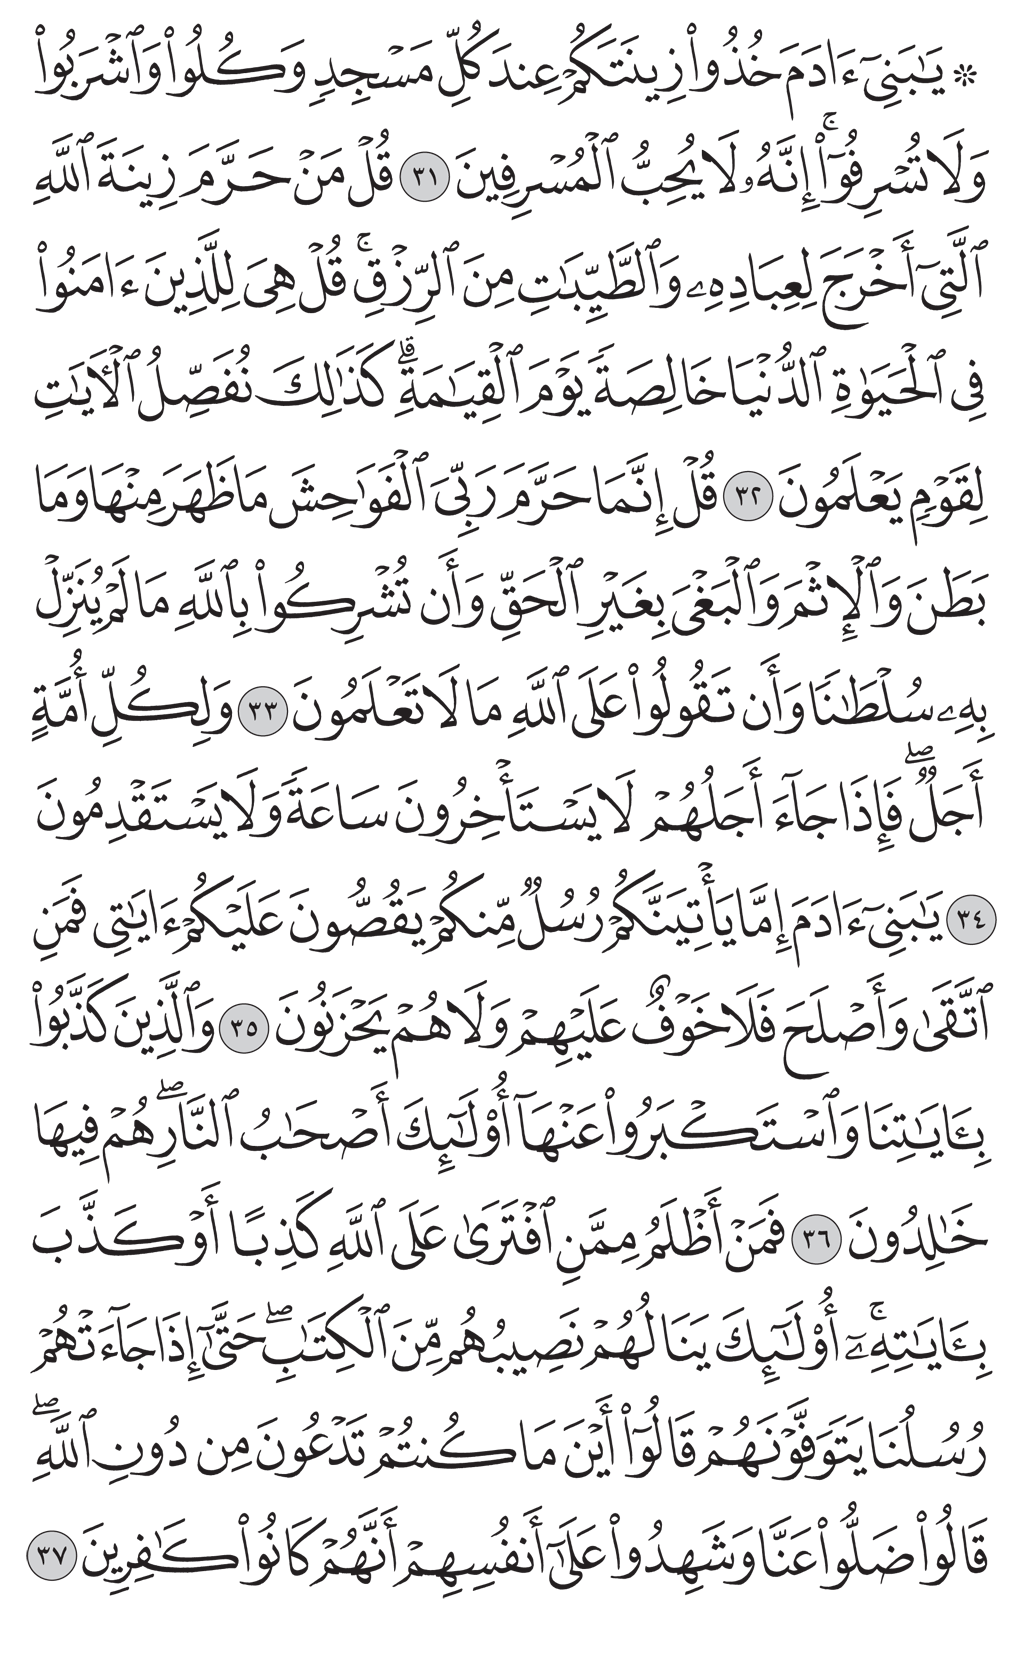 ۞ يَٰبَنِيٓ ءَادَمَ خُذُواْ زِينَتَكُمۡ عِندَ كُلِّ مَسۡجِدٖ وَكُلُواْ وَٱشۡرَبُواْ
وَلَا تُسۡرِفُوٓاْۚ إِنَّهُۥ لَا يُحِبُّ ٱلۡمُسۡرِفِينَ ٣١ قُلۡ مَنۡ حَرَّمَ زِينَةَ ٱللَّهِ
ٱلَّتِيٓ أَخۡرَجَ لِعِبَادِهِۦ وَٱلطَّيِّبَٰتِ مِنَ ٱلرِّزۡقِۚ قُلۡ هِيَ لِلَّذِينَ ءَامَنُواْ
فِي ٱلۡحَيَوٰةِ ٱلدُّنۡيَا خَالِصَةٗ يَوۡمَ ٱلۡقِيَٰمَةِۗ كَذَٰلِكَ نُفَصِّلُ ٱلۡأٓيَٰتِ
لِقَوۡمٖ يَعۡلَمُونَ ٣٢ قُلۡ إِنَّمَا حَرَّمَ رَبِّيَ ٱلۡفَوَٰحِشَ مَا ظَهَرَ مِنۡهَا وَمَا
بَطَنَ وَٱلۡإِثۡمَ وَٱلۡبَغۡيَ بِغَيۡرِ ٱلۡحَقِّ وَأَن تُشۡرِكُواْ بِٱللَّهِ مَا لَمۡ يُنَزِّلۡ
بِهِۦ سُلۡطَٰنٗا وَأَن تَقُولُواْ عَلَى ٱللَّهِ مَا لَا تَعۡلَمُونَ ٣٣ وَلِكُلِّ أُمَّةٍ
أَجَلٞۖ فَإِذَا جَآءَ أَجَلُهُمۡ لَا يَسۡتَأۡخِرُونَ سَاعَةٗ وَلَا يَسۡتَقۡدِمُونَ
٣٤ يَٰبَنِيٓ ءَادَمَ إِمَّا يَأۡتِيَنَّكُمۡ رُسُلٞ مِّنكُمۡ يَقُصُّونَ عَلَيۡكُمۡ ءَايَٰتِي فَمَنِ
ٱتَّقَىٰ وَأَصۡلَحَ فَلَا خَوۡفٌ عَلَيۡهِمۡ وَلَا هُمۡ يَحۡزَنُونَ ٣٥ وَٱلَّذِينَ كَذَّبُواْ
بِـَٔايَٰتِنَا وَٱسۡتَكۡبَرُواْ عَنۡهَآ أُوْلَٰٓئِكَ أَصۡحَٰبُ ٱلنَّارِۖ هُمۡ فِيهَا
خَٰلِدُونَ ٣٦ فَمَنۡ أَظۡلَمُ مِمَّنِ ٱفۡتَرَىٰ عَلَى ٱللَّهِ كَذِبًا أَوۡ كَذَّبَ
بِـَٔايَٰتِهِۦٓۚ أُوْلَٰٓئِكَ يَنَالُهُمۡ نَصِيبُهُم مِّنَ ٱلۡكِتَٰبِۖ حَتَّىٰٓ إِذَا جَآءَتۡهُمۡ
رُسُلُنَا يَتَوَفَّوۡنَهُمۡ قَالُوٓاْ أَيۡنَ مَا كُنتُمۡ تَدۡعُونَ مِن دُونِ ٱللَّهِۖ
قَالُواْ ضَلُّواْ عَنَّا وَشَهِدُواْ عَلَىٰٓ أَنفُسِهِمۡ أَنَّهُمۡ كَانُواْ كَٰفِرِينَ ٣٧